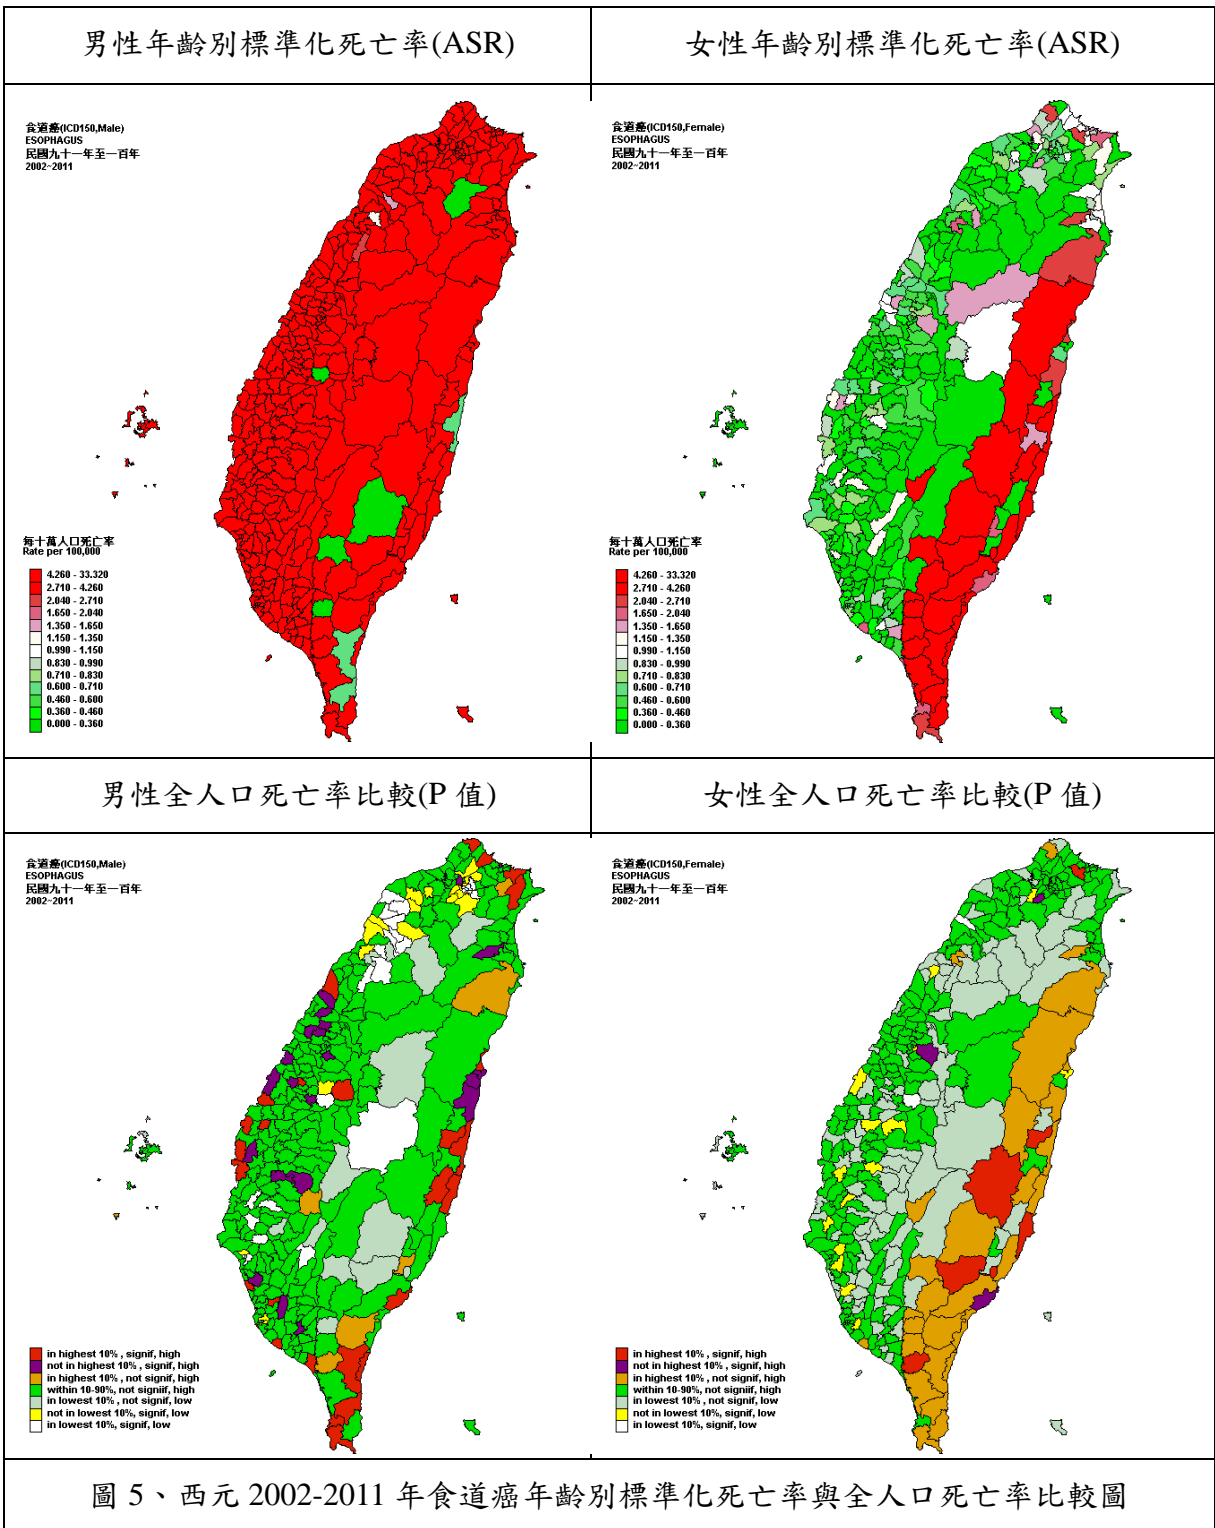 男性年齡別標準化死亡率(ASR)
女性年齡別標準化死亡率(ASR)
食道癌(ICD150,Male)
ESOPHAGUS
民國九十一年至一百年
2002~2011
每十萬人口死亡率
Rate per 100,000
4.260 - 33.320
2.710 - 4.260
2.040 - 2.710
1.650 - 2.040
1.350 - 1.650
1.150 - 1.350
0.990 - 1.150
0.830 - 0.990
0.710 - 0.830
0.600 - 0.710
0.460 - 0.600
0.360 - 0.460
0.000 - 0.360
食道癌(ICD150,Female)
ESOPHAGUS
民國九十一年至一百年
2002~2011
每十萬人口死亡率
Rate per 100,000
4.260 - 33.320
2.710 - 4.260
2.040 - 2.710
1.650 - 2.040
1.350 - 1.650
1.150 - 1.350
0.990 - 1.150
0.830 - 0.990
0.710 - 0.830
0.600 - 0.710
0.460 - 0.600
0.360 - 0.460
0.000 - 0.360
男性全人口死亡率比較(P 值)
女性全人口死亡率比較(P 值)
食道癌(ICD150,Male)
ESOPHAGUS
民國九十一年至一百年
2002~2011
in highest 10% , signif, high
not in highest 10% , signif, high
in highest 10% , not signif, high
within 10-90%, not signiif, high
in lowest 10% , not signif, low
not in lowest 10%, signif, low
in lowest 10%, signif, low
食道癌(ICD150,Female)
ESOPHAGUS
民國九十一年至一百年
2002~2011
in highest 10% , signif, high
not in highest 10% , signif, high
in highest 10% , not signif, high
within 10-90%, not signiif, high
in lowest 10% , not signif, low
not in lowest 10%, signif, low
in lowest 10%, signif, low
圖 5、西元 2002-2011 年食道癌年齡別標準化死亡率與全人口死亡率比較圖